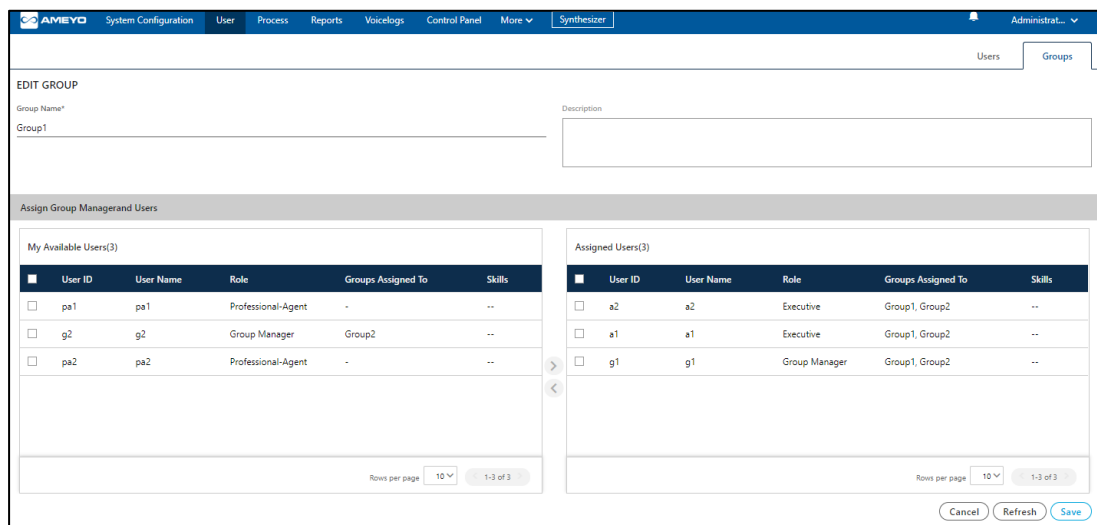 AMEYO System Configuration User Process Reports Voicelogs Control Panel More Synthesizer Administrat...
Users Groups
EDIT GROUP
Group Name* Description
Group1
Assign Group Managerand Users
My Available Users(3) Assigned Users(3)
User ID User Name Role Groups Assigned To Skills User ID User Name Role Groups Assigned To Skills
pa1 pa1 Professional-Agent - -- a2 a2 Executive Group1, Group2 --
g2 g2 Group Manager Group2 -- a1 a1 Executive Group1, Group2 --
pa2 pa2 Professional-Agent - -- g1 g1 Group Manager Group1, Group2 --
Rows per page 10 1-3 of 3 Rows per page 10 1-3 of 3
Cancel Refresh Save